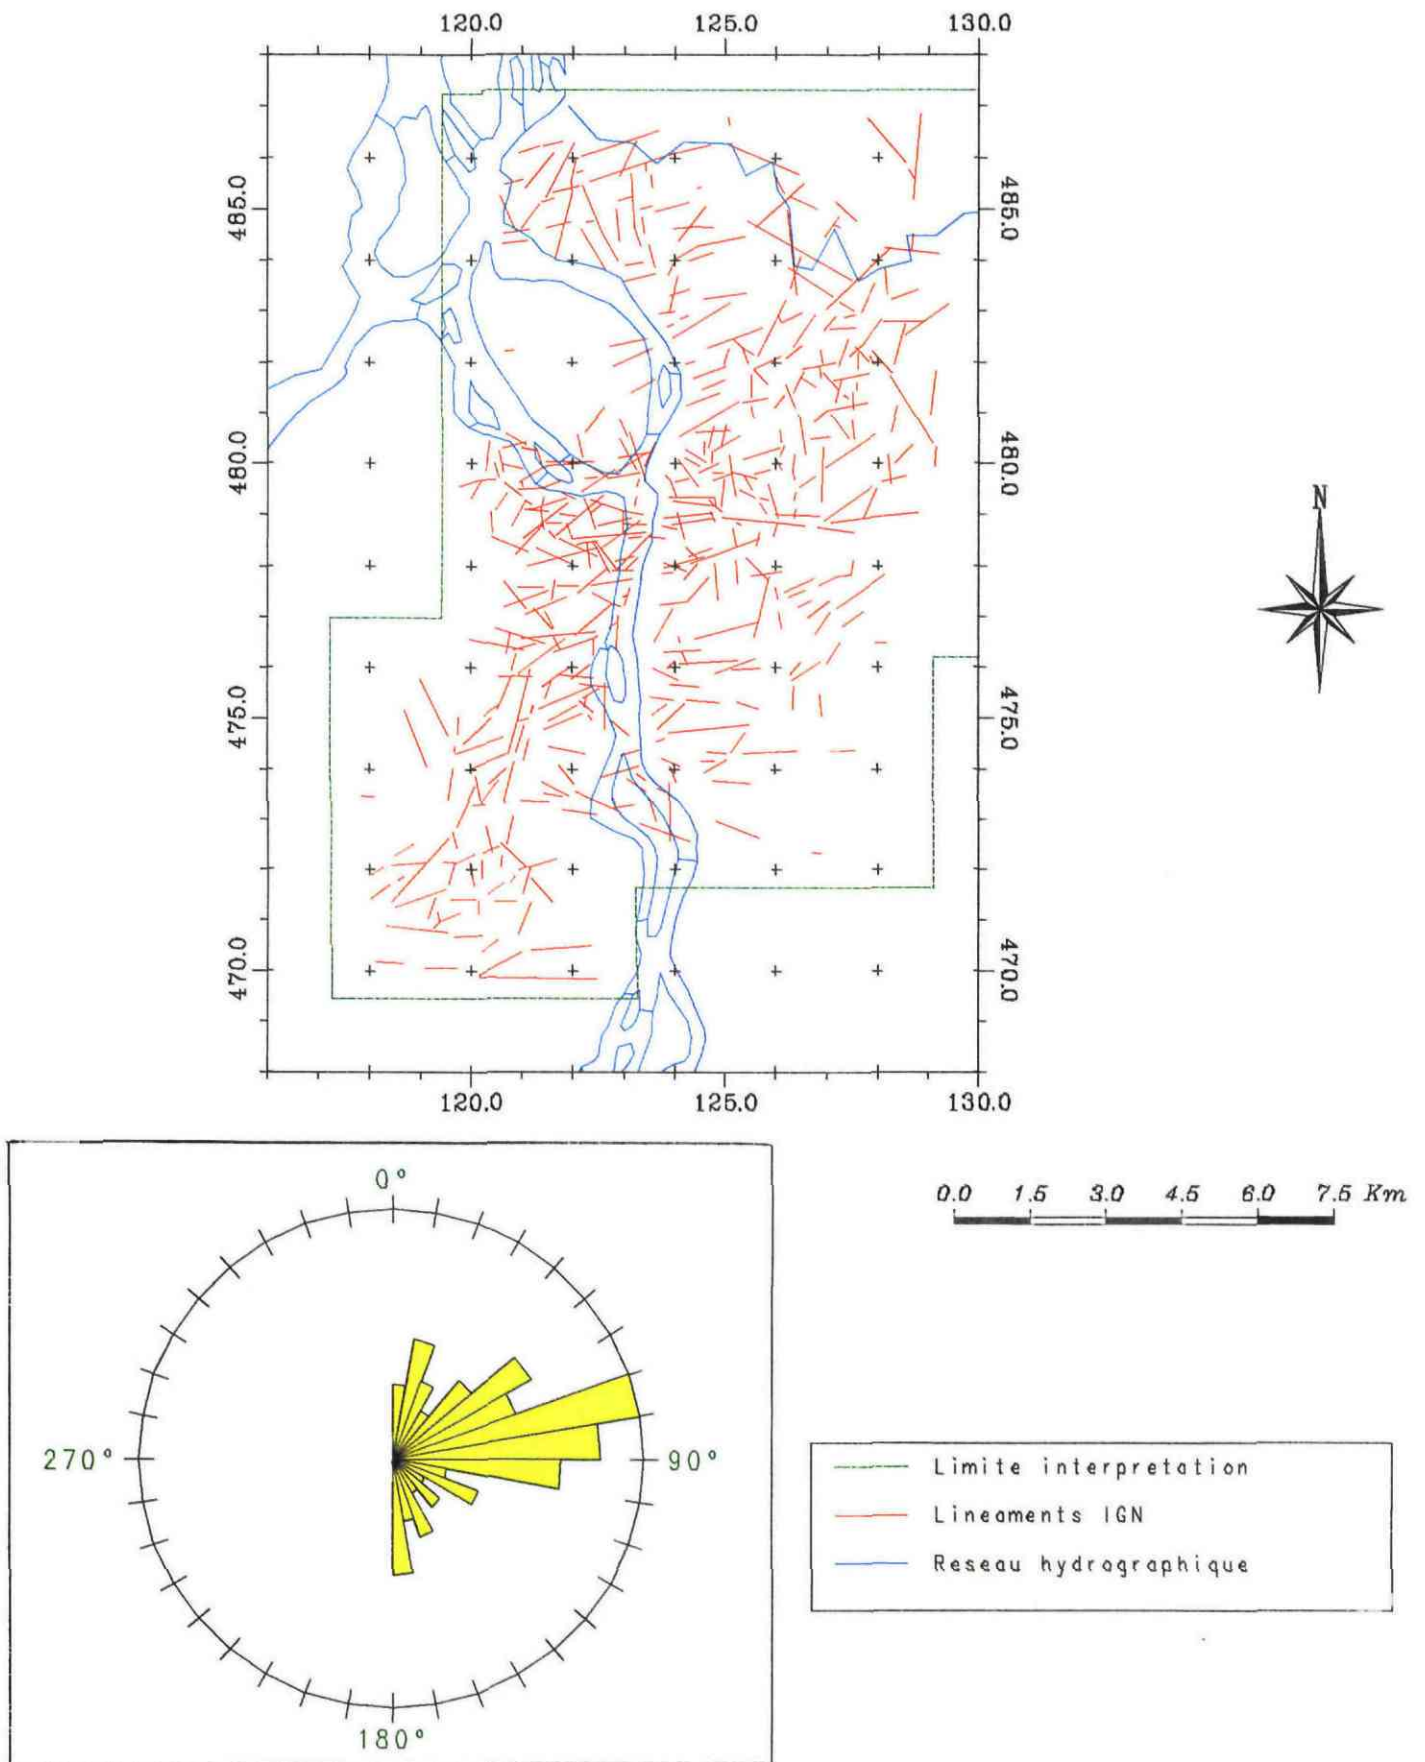 120.0 125.0 130.0
485.0 485.0
480.0 480.0
N
475.0 475.0
470.0 470.0
120.0 125.0 130.0
0°
0.0 1.5 3.0 4.5 6.0 7.5 Km
270° 90°
180°
Limite interpretation
Lineaments IGN
Reseau hydrographique